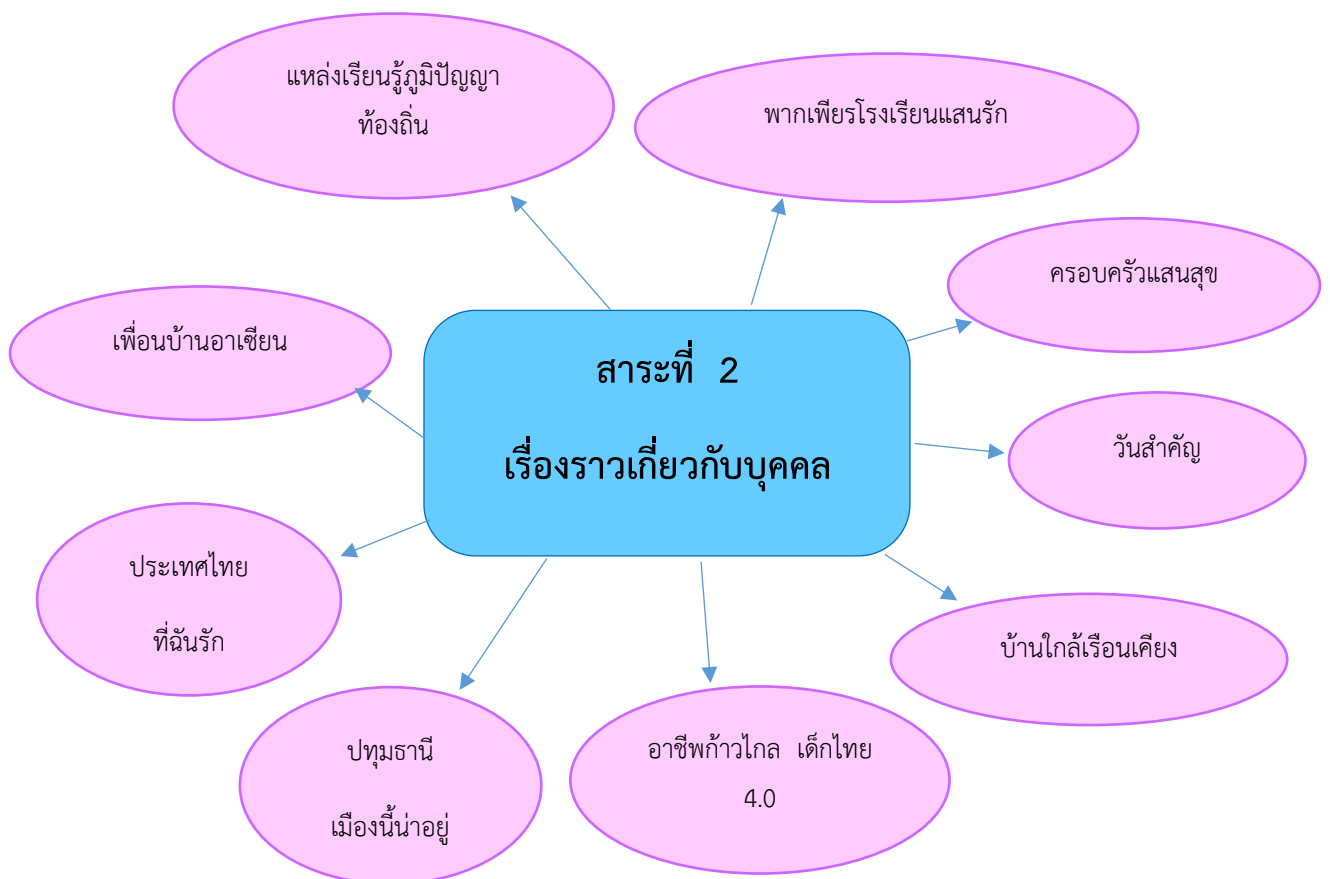 แหล่งเรียนรู้ภูมิปัญญา
ท้องถิ่น
พากเพียรโรงเรียนแสนรัก
ครอบครัวแสนสุข
เพื่อนบ้านอาเซียน
สาระที่ 2
เรื่องราวเกี่ยวกับบุคคล
วันสำคัญ
ประเทศไทย
ที่ฉันรัก
บ้านใกล้เรือนเคียง
ปทุมธานี
เมืองนี้น่าอยู่
อาชีพก้าวไกล เด็กไทย
4.0